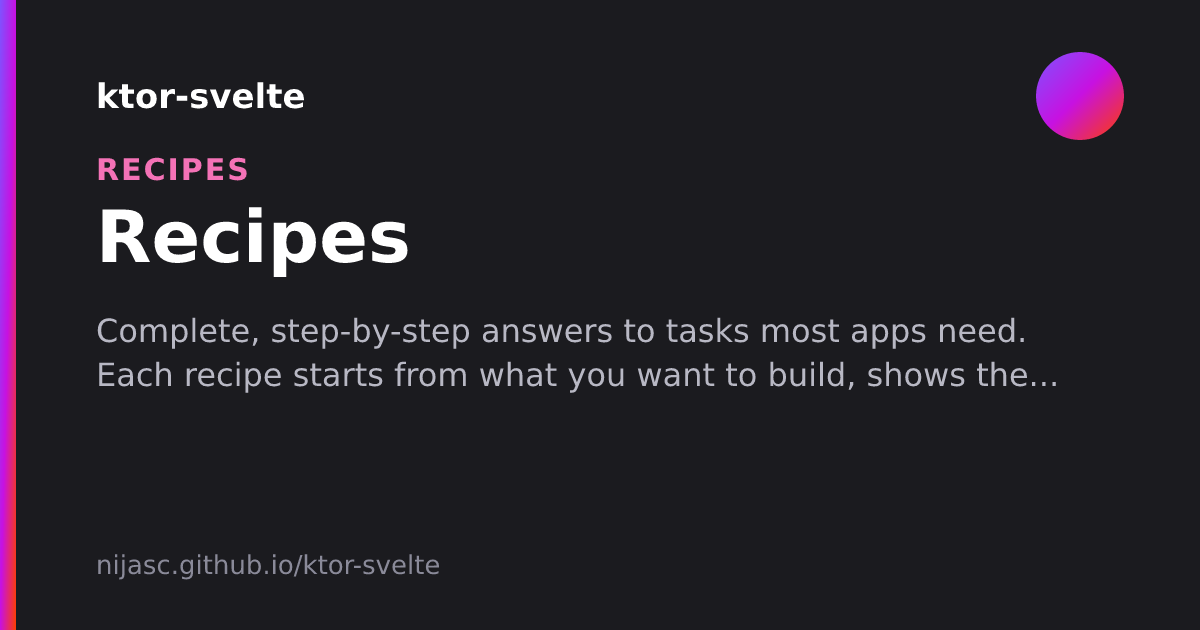 ktor-svelte
RECIPES
Recipes
Complete, step-by-step answers to tasks most apps need.
Each recipe starts from what you want to build, shows the...
nijasc.github.io/ktor-svelte